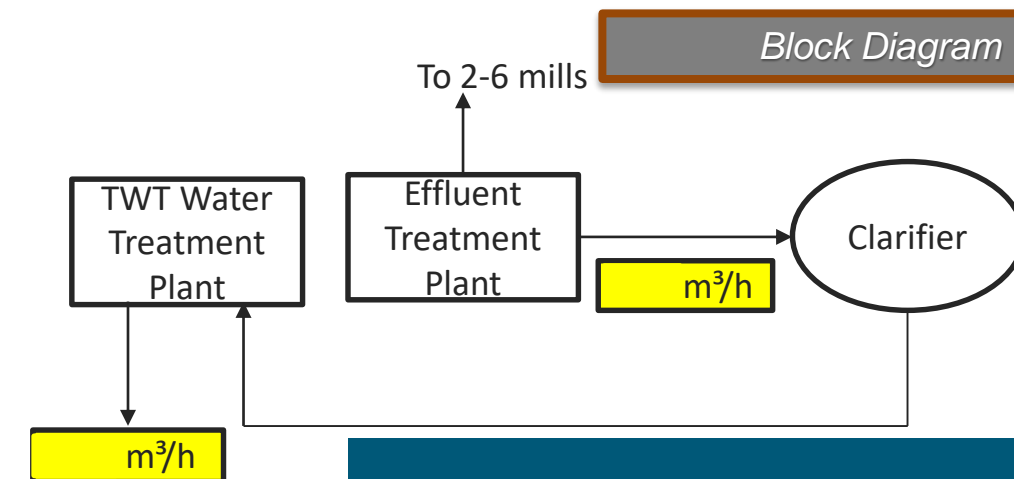 Block Diagram
To 2-6 mills
TWT Water
Treatment
Plant
Effluent
Treatment
Plant
Clarifier
m³/h
m³/h